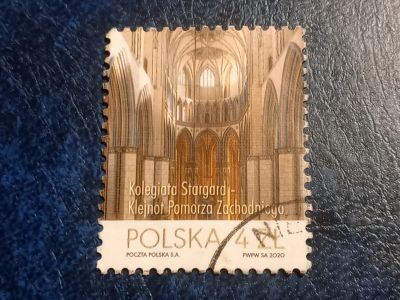 Kolegiata Stargard -
Klejnot Pomorza Zachodniego.
POLSKA 4 ZŁ
POCZTA POLSKA S.A. PWPW SA 2020